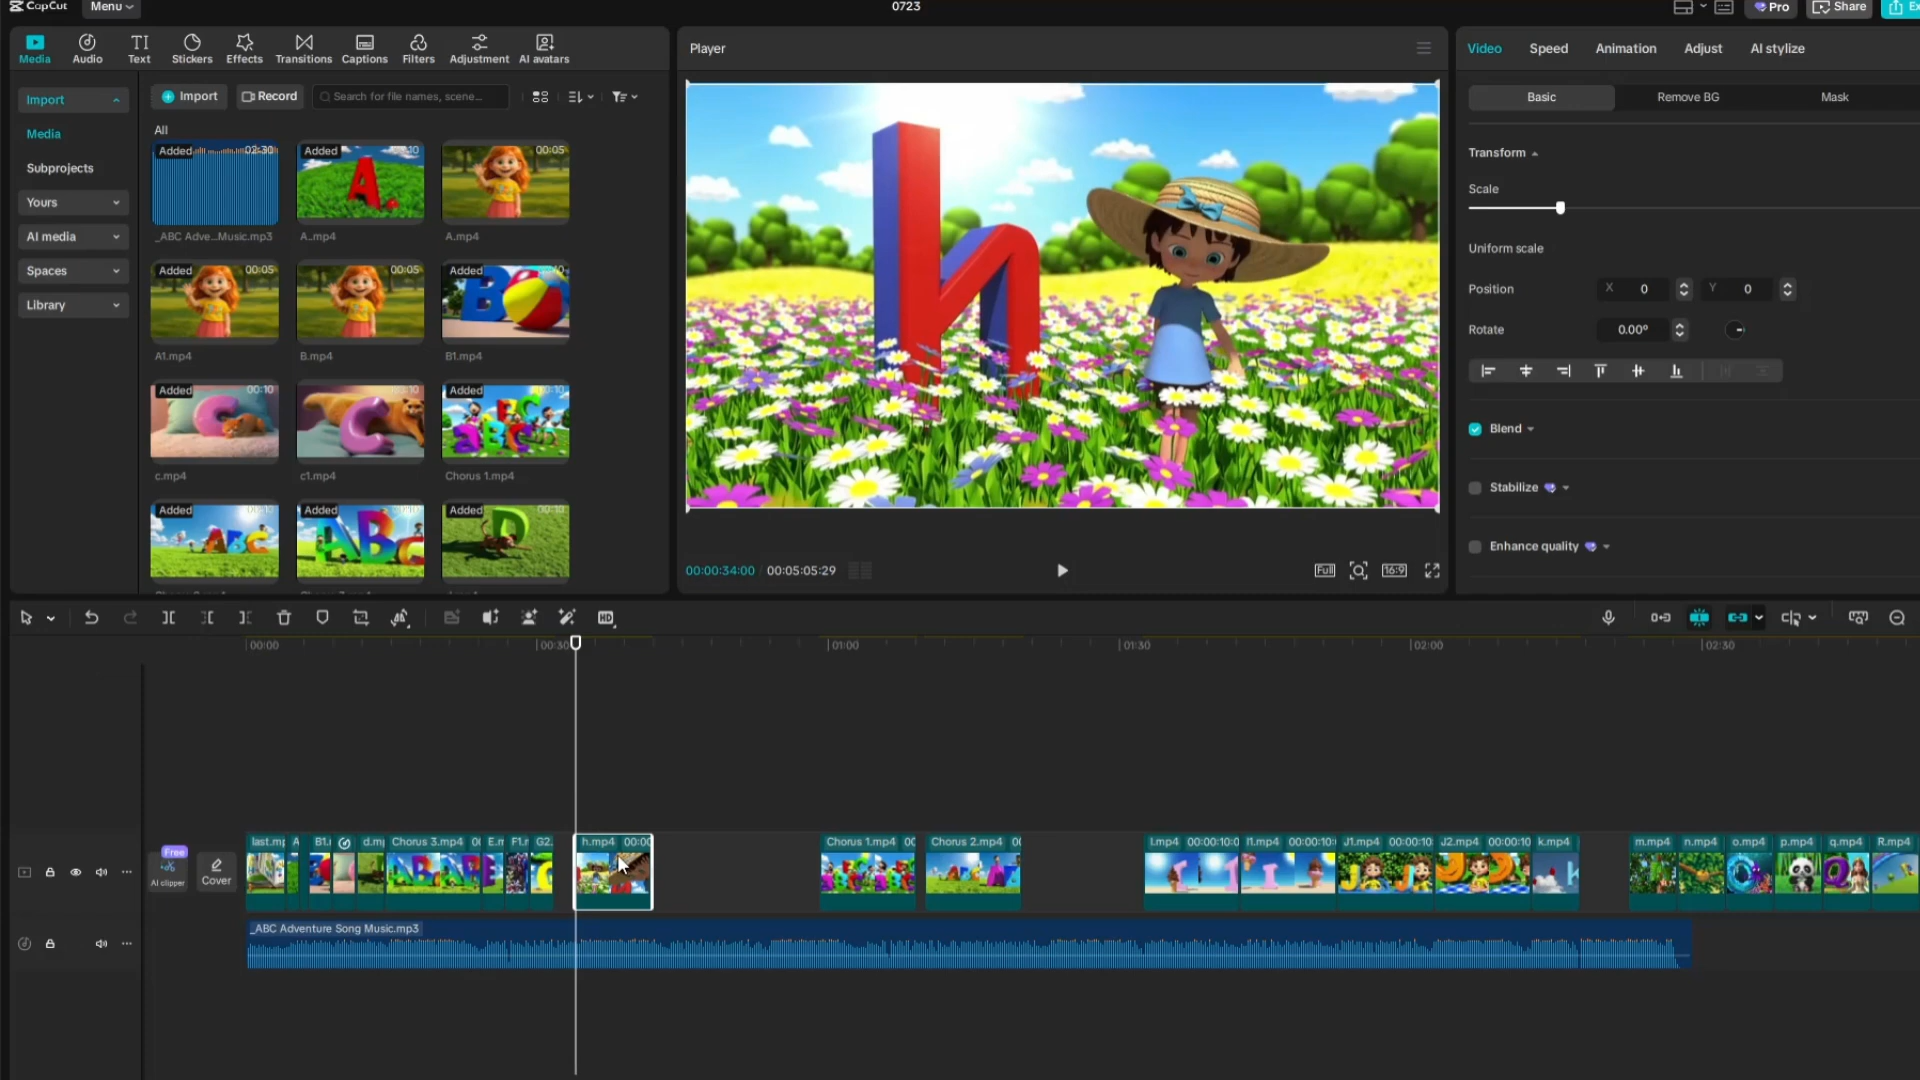 CapCut
Menu
0723
Pro
Share
Ex
Media
Audio
Text
Stickers
Effects
Transitions
Captions
Filters
Adjustment
AI avatars
Import
Media
Subprojects
Yours
AI media
Spaces
Library
Import
Record
Search for file names, scene...
All
Added 02:30
Added 00:10
00:05
_ABC Adve...Music.mp3
A_.mp4
A.mp4
Added 00:05
00:05
Added
A1.mp4
B.mp4
B1.mp4
Added 00:10
Added
c.mp4
c1.mp4
Chorus 1.mp4
Added
Added
Added
Player
00:00:34:00 / 00:05:05:29
Full
16:9
Video
Speed
Animation
Adjust
AI stylize
Basic
Remove BG
Mask
Transform
Scale
Uniform scale
Position
X 0
Y 0
Rotate
0.00°
Blend
Stabilize
Enhance quality
HD
00:00
00:30
01:00
01:30
02:00
02:30
Free
AI clipper
Cover
last.m
A
B1.
d.m
Chorus 3.mp4
E.m
F1.
G2.
h.mp4 00:00
Chorus 1.mp4 00
Chorus 2.mp4
I.mp4 00:00:10:0
I1.mp4 00:00:10:
J1.mp4 00:00:10:
J2.mp4 00:00:10
k.mp4
m.mp4
n.mp4
o.mp4
p.mp4
q.mp4
R.mp4
_ABC Adventure Song Music.mp3